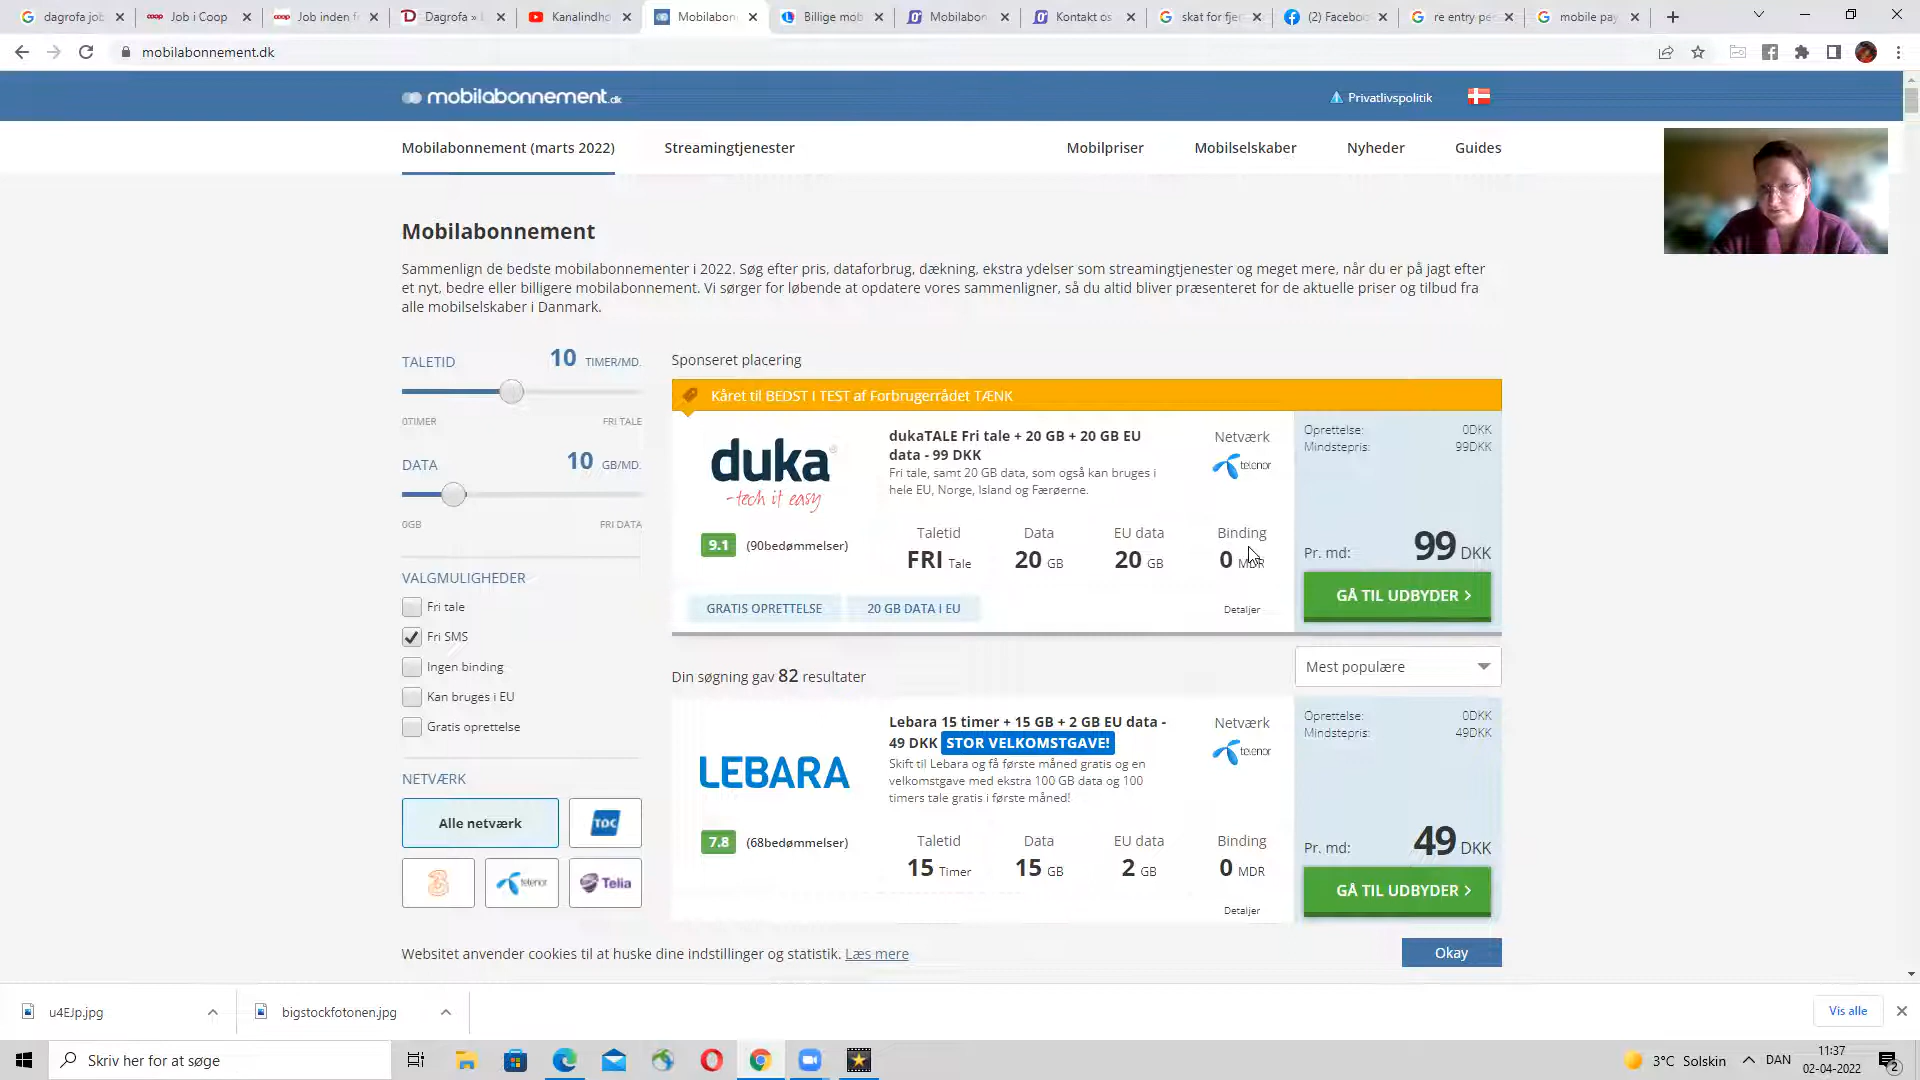 dagrofa job
Job i Coop
Job inden f
Dagrofa »
Kanalindho
Mobilabon
Billige mob
Mobilabon
Kontakt os
skat for fjer
(2) Faceboo
re entry per
mobile pay
mobilabonnement.dk
mobilabonnement.dk
Privatlivspolitik
Mobilabonnement (marts 2022)
Streamingtjenester
Mobilpriser
Mobilselskaber
Nyheder
Guides
Mobilabonnement
Sammenlign de bedste mobilabonnementer i 2022. Søg efter pris, dataforbrug, dækning, ekstra ydelser som streamingtjenester og meget mere, når du er på jagt efter
et nyt, bedre eller billigere mobilabonnement. Vi sørger for løbende at opdatere vores sammenligner, så du altid bliver præsenteret for de aktuelle priser og tilbud fra
alle mobilselskaber i Danmark.
TALETID 10 TIMER/MD.
0TIMER FRI TALE
DATA 10 GB/MD.
0GB FRI DATA
VALGMULIGHEDER
Fri tale
Fri SMS
Ingen binding
Kan bruges i EU
Gratis oprettelse
NETVÆRK
Alle netværk
TDC
3
telenor
Telia
Sponseret placering
Kåret til BEDST I TEST af Forbrugerrådet TÆNK
duka®
-tech it easy
9.1 (90bedømmelser)
dukaTALE Fri tale + 20 GB + 20 GB EU
data - 99 DKK
Fri tale, samt 20 GB data, som også kan bruges i
hele EU, Norge, Island og Færøerne.
Netværk
telenor
Taletid Data EU data Binding
FRI Tale 20 GB 20 GB 0 MDR
GRATIS OPRETTELSE
20 GB DATA I EU
Detaljer
Oprettelse: 0DKK
Mindstepris: 99DKK
Pr. md: 99 DKK
GÅ TIL UDBYDER >
Din søgning gav 82 resultater
Mest populære
LEBARA
7.8 (68bedømmelser)
Lebara 15 timer + 15 GB + 2 GB EU data -
49 DKK STOR VELKOMSTGAVE!
Skift til Lebara og få første måned gratis og en
velkomstgave med ekstra 100 GB data og 100
timers tale gratis i første måned!
Netværk
telenor
Taletid Data EU data Binding
15 Timer 15 GB 2 GB 0 MDR
Detaljer
Oprettelse: 0DKK
Mindstepris: 49DKK
Pr. md: 49 DKK
GÅ TIL UDBYDER >
Websitet anvender cookies til at huske dine indstillinger og statistik. Læs mere
Okay
u4EJp.jpg
bigstockfotonen.jpg
Vis alle
Skriv her for at søge
3°C Solskin
DAN
11:37
02-04-2022
2